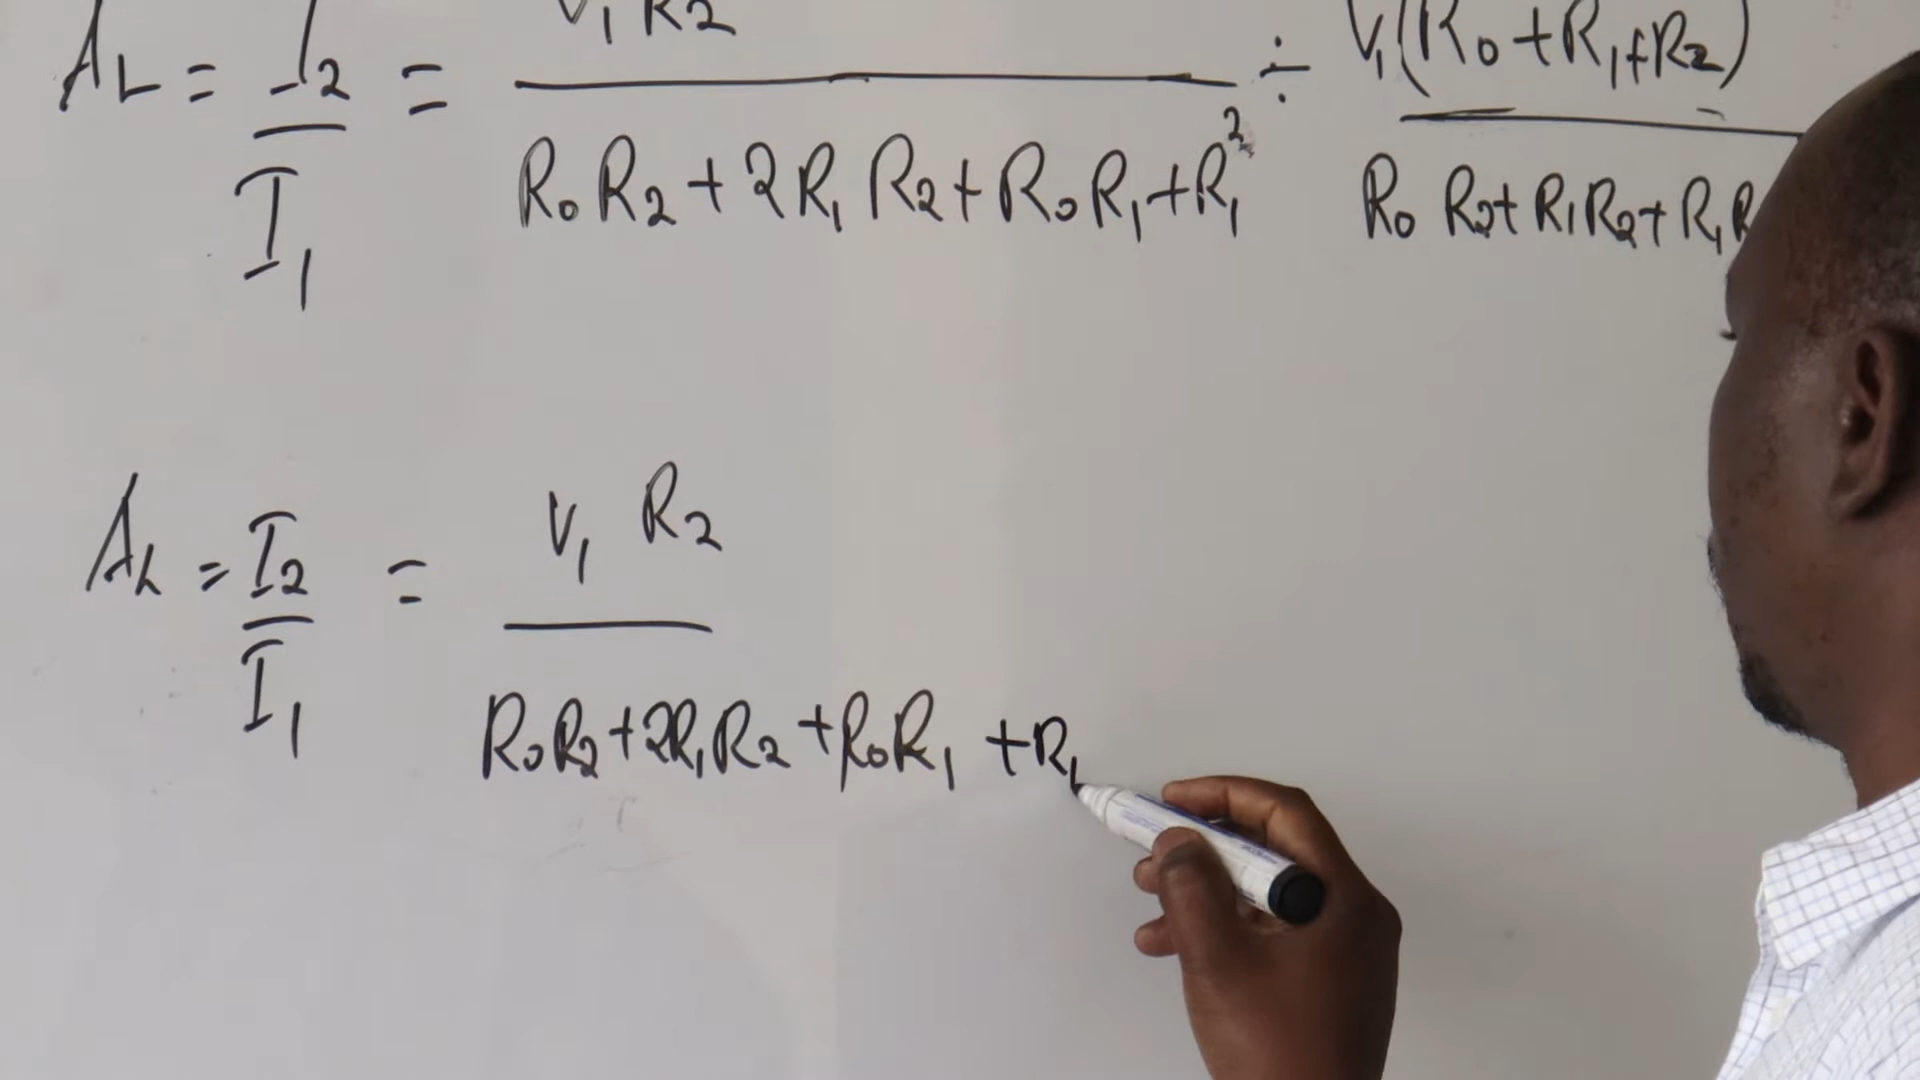 A_L = I_2 / I_1 = V_1 R_2 / (R_0 R_2 + 2R_1 R_2 + R_0 R_1 + R_1^2) ÷ V_1(R_0 + R_1 + R_2) / (R_0 R_2 + R_1 R_2 + R_1 R
A_L = I_2 / I_1 = V_1 R_2 / (R_0 R_2 + 2R_1 R_2 + R_0 R_1 + R_1